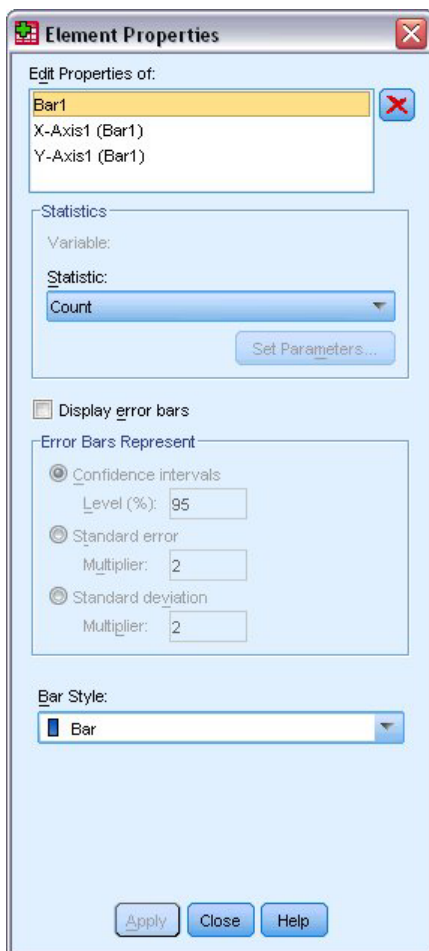 Element Properties
Edit Properties of:
Bar1
X-Axis1 (Bar1)
Y-Axis1 (Bar1)
Statistics
Variable:
Statistic:
Count
Set Parameters...
Display error bars
Error Bars Represent
Confidence intervals
Level (%): 95
Standard error
Multiplier: 2
Standard deviation
Multiplier: 2
Bar Style:
Bar
Apply Close Help